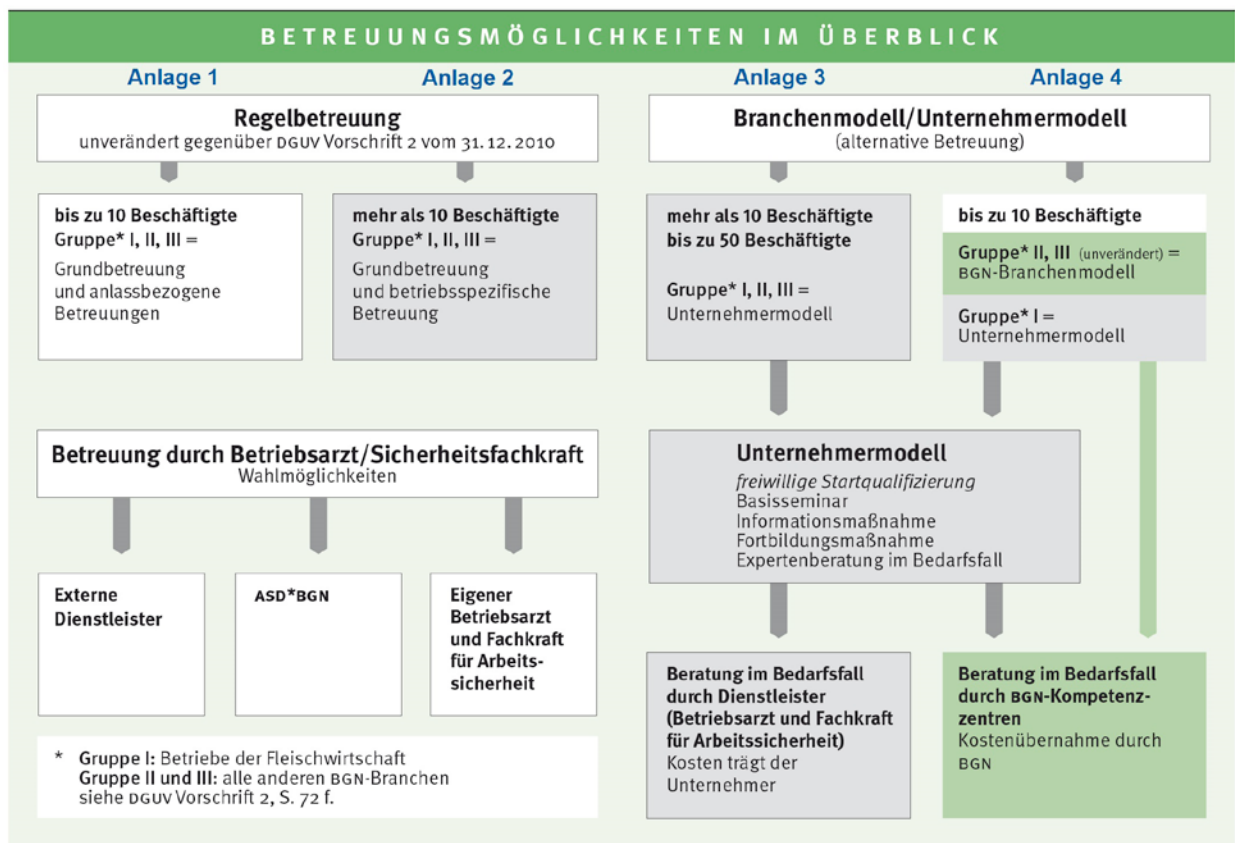 BETREUUNGSMÖGLICHKEITEN IM ÜBERBLICK
Anlage 1
Anlage 2
Anlage 3
Anlage 4
Regelbetreuung
unverändert gegenüber DGUV Vorschrift 2 vom 31.12.2010
Branchenmodell/Unternehmermodell
(alternative Betreuung)
bis zu 10 Beschäftigte
Gruppe* I, II, III =
Grundbetreuung
und anlassbezogene
Betreuungen
mehr als 10 Beschäftigte
Gruppe* I, II, III =
Grundbetreuung
und betriebsspezifische
Betreuung
mehr als 10 Beschäftigte
bis zu 50 Beschäftigte
Gruppe* I, II, III =
Unternehmermodell
bis zu 10 Beschäftigte
Gruppe* II, III (unverändert) =
BGN-Branchenmodell
Gruppe* I =
Unternehmermodell
Betreuung durch Betriebsarzt/Sicherheitsfachkraft
Wahlmöglichkeiten
Unternehmermodell
freiwillige Startqualifizierung
Basisseminar
Informationsmaßnahme
Fortbildungsmaßnahme
Expertenberatung im Bedarfsfall
Externe
Dienstleister
ASD*BGN
Eigener
Betriebsarzt
und Fachkraft
für Arbeits-
sicherheit
Beratung im Bedarfsfall
durch Dienstleister
(Betriebsarzt und Fachkraft
für Arbeitssicherheit)
Kosten trägt der
Unternehmer
Beratung im Bedarfsfall
durch BGN-Kompetenz-
zentren
Kostenübernahme durch
BGN
* Gruppe I: Betriebe der Fleischwirtschaft
Gruppe II und III: alle anderen BGN-Branchen
siehe DGUV Vorschrift 2, S. 72 f.